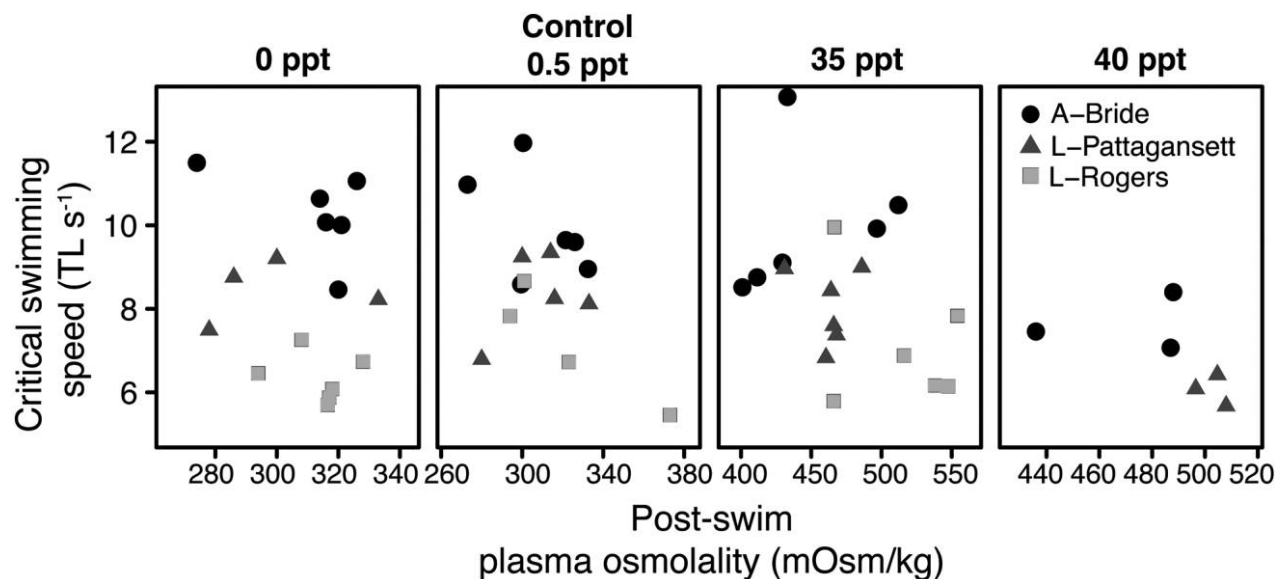 Control
0 ppt
0.5 ppt
35 ppt
40 ppt
Critical swimming
speed (TL s⁻¹)
12
10
8
6
A−Bride
L−Pattagansett
L−Rogers
280 300 320 340
260 300 340 380
400 450 500 550
440 460 480 500 520
Post-swim
plasma osmolality (mOsm/kg)